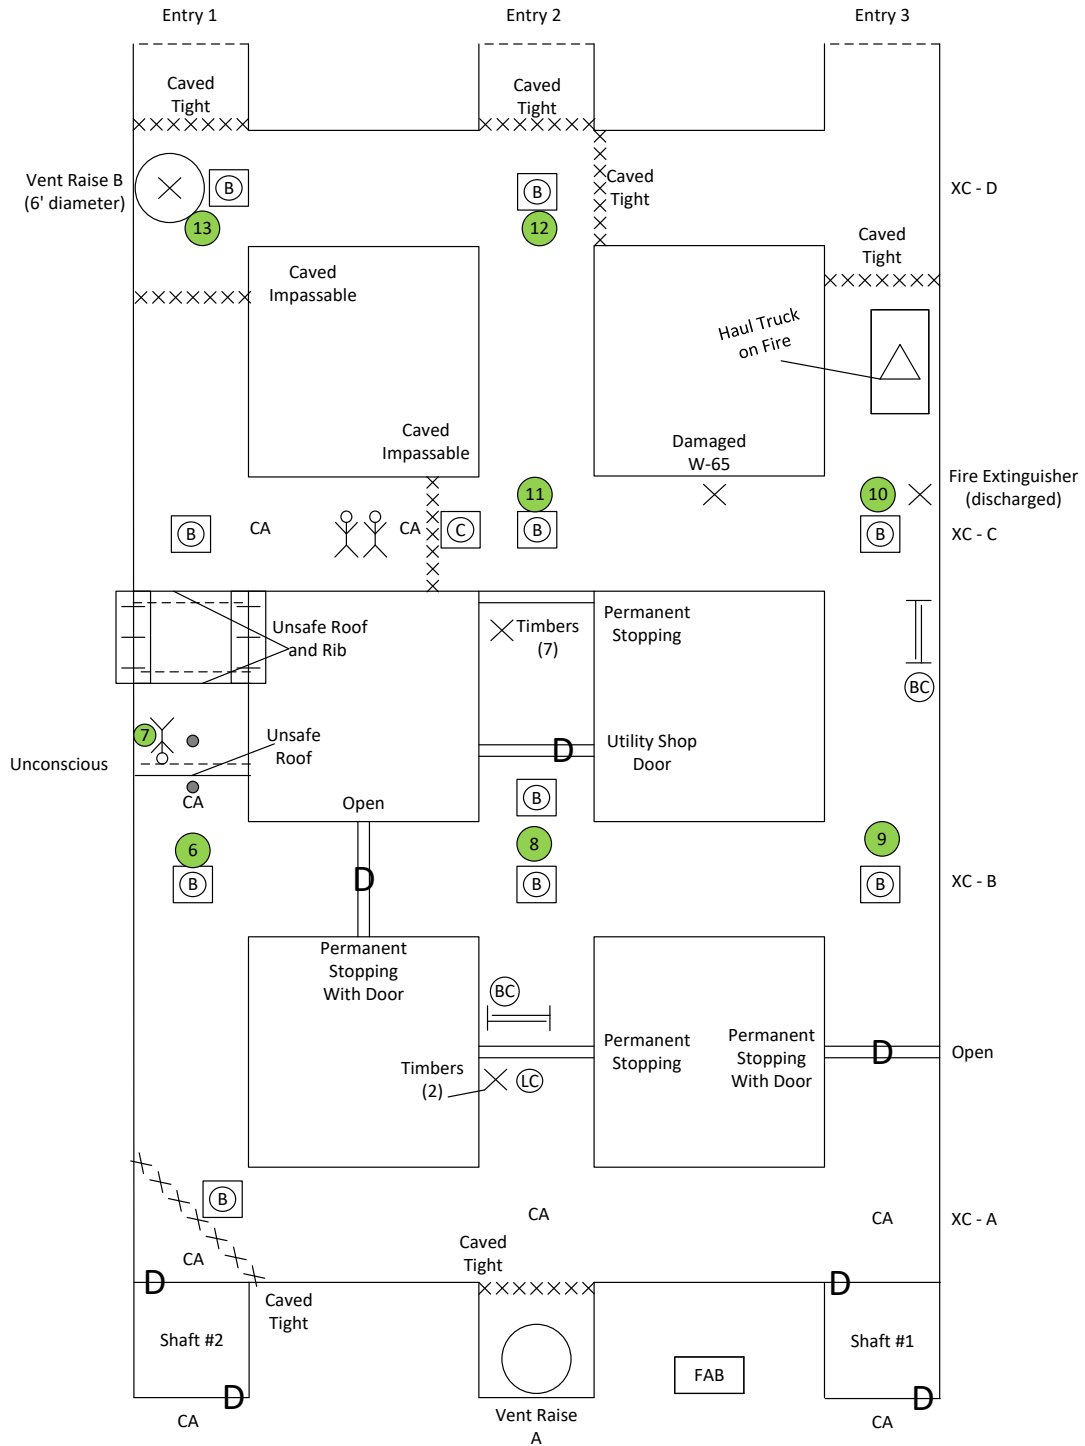 Entry 1
Entry 2
Entry 3
Caved
Tight
Caved
Tight
Vent Raise B
(6' diameter)
B
13
B
12
Caved
Tight
XC - D
Caved
Tight
Caved
Impassable
Haul Truck
on Fire
Caved
Impassable
Damaged
W-65
11
10
Fire Extinguisher
(discharged)
B
CA
CA
C
B
B
XC - C
Unsafe Roof
and Rib
Timbers
(7)
Permanent
Stopping
BC
7
Unsafe
Roof
D
Utility Shop
Door
Unconscious
CA
Open
B
6
8
9
B
D
B
B
XC - B
Permanent
Stopping
With Door
BC
Timbers
(2)
LC
Permanent
Stopping
Permanent
Stopping
With Door
D
Open
B
CA
CA
XC - A
CA
Caved
Tight
D
D
Caved
Tight
Shaft #2
Shaft #1
FAB
D
D
CA
Vent Raise
A
CA